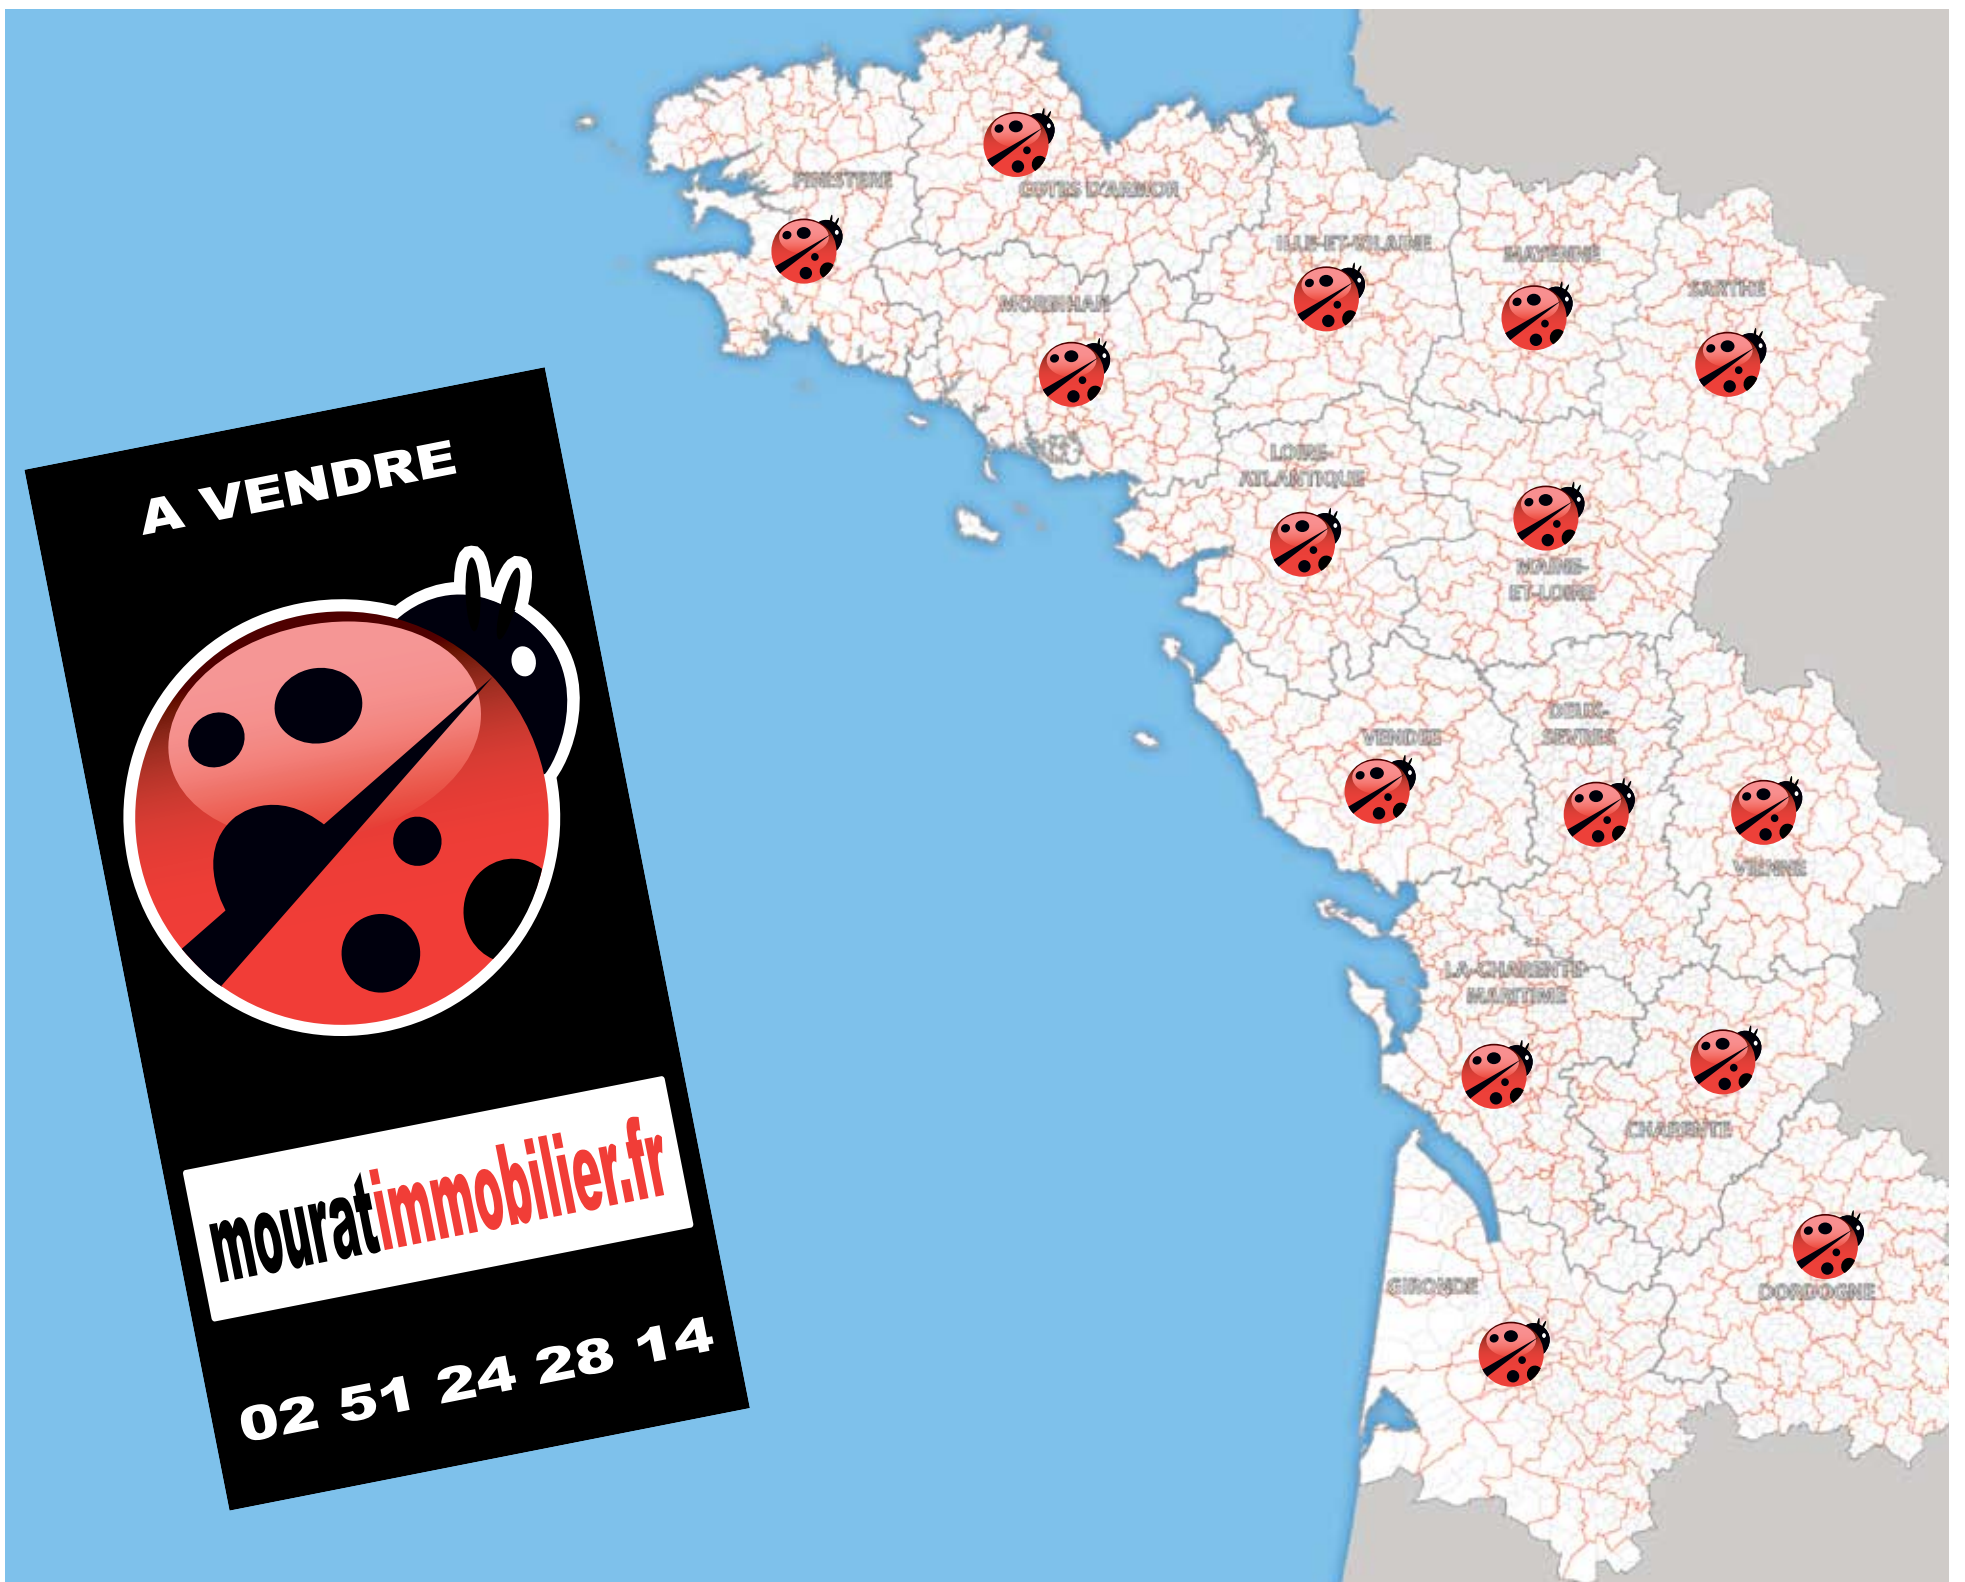 A VENDRE
mouratimmobilier.fr
02 51 24 28 14
FINESTERE
COTES D'ARMOR
ILLE-ET-VILAINE
MAYENNE
SARTHE
MORBIHAN
LOIRE-
ATLANTIQUE
MAINE-
ET-LOIRE
VENDEE
DEUX-
SEVRES
VIENNE
LA-CHARENTE-
MARITIME
CHARENTE
GIRONDE
DORDOGNE